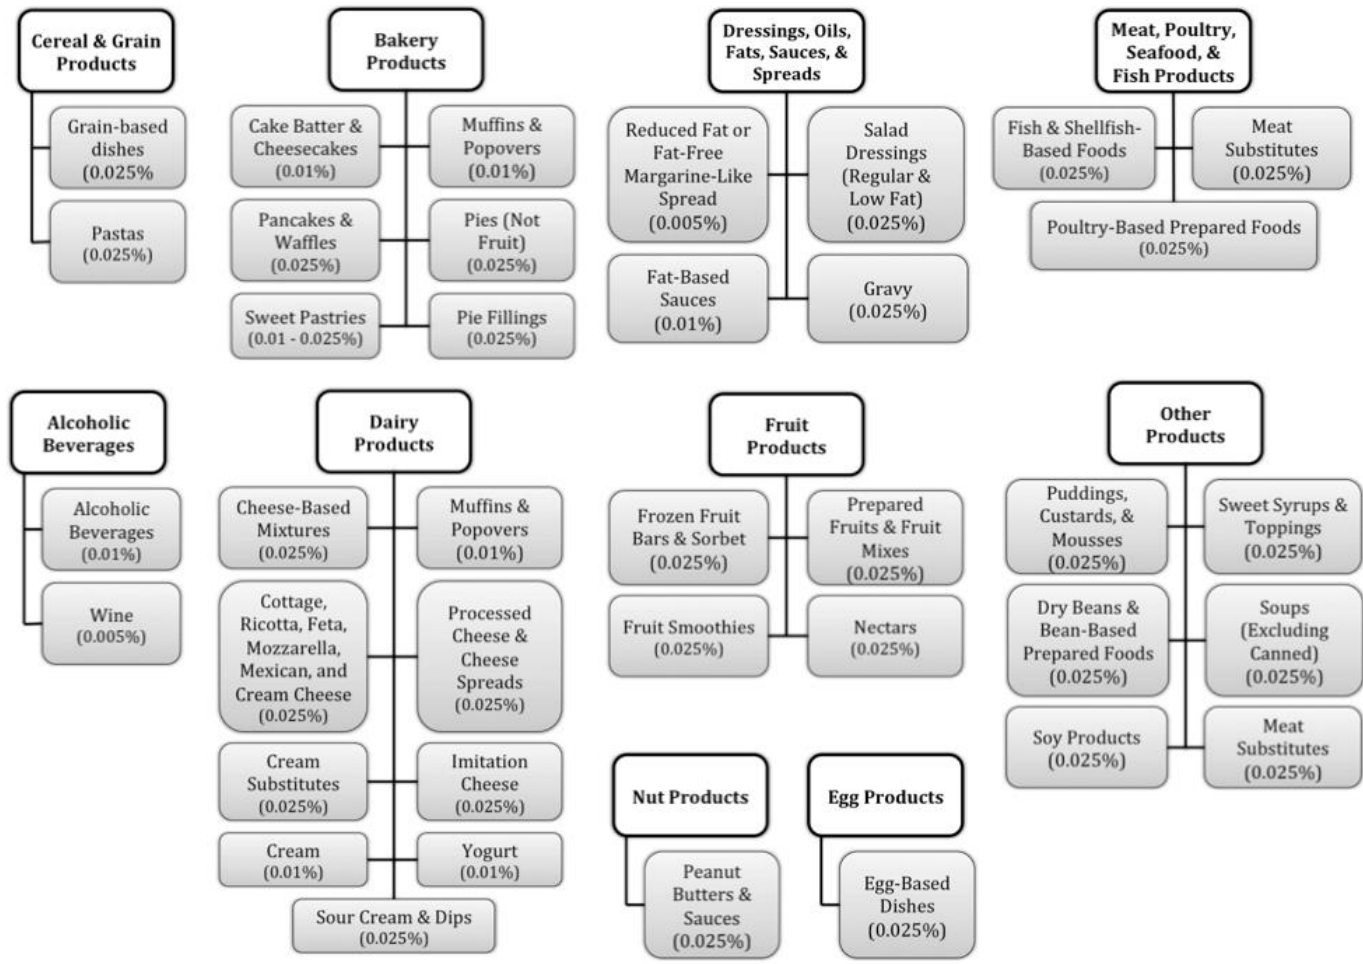 Cereal & Grain
Products
Grain-based
dishes
(0.025%
Pastas
(0.025%)
Bakery
Products
Cake Batter &
Cheesecakes
(0.01%)
Muffins &
Popovers
(0.01%)
Pancakes &
Waffles
(0.025%)
Pies (Not
Fruit)
(0.025%)
Sweet Pastries
(0.01 - 0.025%)
Pie Fillings
(0.025%)
Dressings, Oils,
Fats, Sauces, &
Spreads
Reduced Fat or
Fat-Free
Margarine-Like
Spread
(0.005%)
Salad
Dressings
(Regular &
Low Fat)
(0.025%)
Fat-Based
Sauces
(0.01%)
Gravy
(0.025%)
Meat, Poultry,
Seafood, &
Fish Products
Fish & Shellfish-
Based Foods
(0.025%)
Meat
Substitutes
(0.025%)
Poultry-Based Prepared Foods
(0.025%)
Alcoholic
Beverages
Alcoholic
Beverages
(0.01%)
Wine
(0.005%)
Dairy
Products
Cheese-Based
Mixtures
(0.025%)
Muffins &
Popovers
(0.01%)
Cottage,
Ricotta, Feta,
Mozzarella,
Mexican, and
Cream Cheese
(0.025%)
Processed
Cheese &
Cheese
Spreads
(0.025%)
Cream
Substitutes
(0.025%)
Imitation
Cheese
(0.025%)
Cream
(0.01%)
Yogurt
(0.01%)
Sour Cream & Dips
(0.025%)
Fruit
Products
Frozen Fruit
Bars & Sorbet
(0.025%)
Prepared
Fruits & Fruit
Mixes
(0.025%)
Fruit Smoothies
(0.025%)
Nectars
(0.025%)
Nut Products
Peanut
Butters &
Sauces
(0.025%)
Egg Products
Egg-Based
Dishes
(0.025%)
Other
Products
Puddings,
Custards, &
Mousses
(0.025%)
Sweet Syrups &
Toppings
(0.025%)
Dry Beans &
Bean-Based
Prepared Foods
(0.025%)
Soups
(Excluding
Canned)
(0.025%)
Soy Products
(0.025%)
Meat
Substitutes
(0.025%)